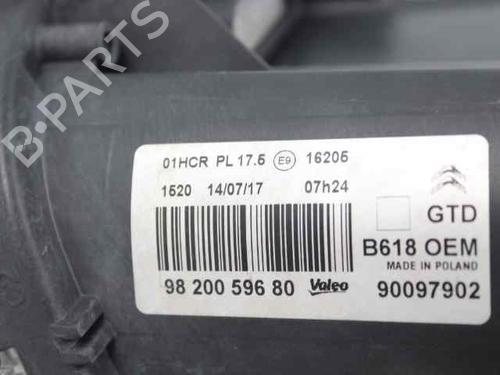 B-PARTS
01HCR PL 17.5 E9 16205
1520 14/07/17 07h24
GTD
B618 OEM
MADE IN POLAND
98 200 596 80 Valeo 90097902